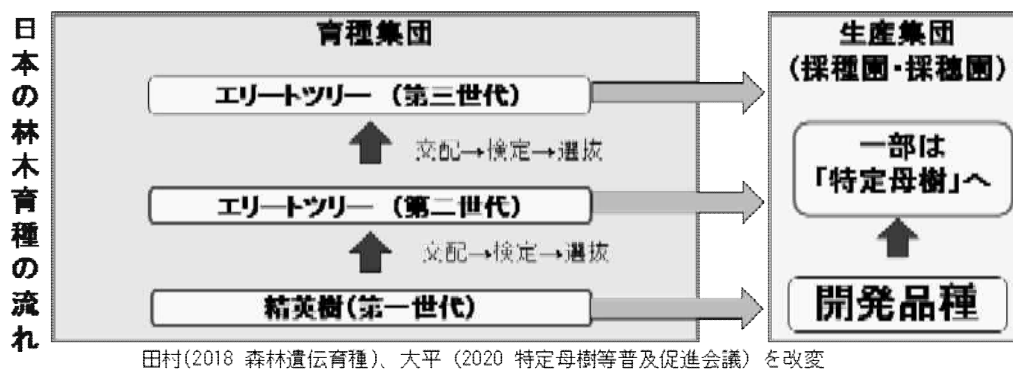 日本の林木育種の流れ
育種集団
エリートツリー（第三世代）
交配→検定→選抜
エリートツリー（第二世代）
交配→検定→選抜
精英樹(第一世代)
生産集団
(採種園・採穂園)
一部は
「特定母樹」へ
開発品種
田村(2018 森林遺伝育種)、大平（2020 特定母樹等普及促進会議）を改変